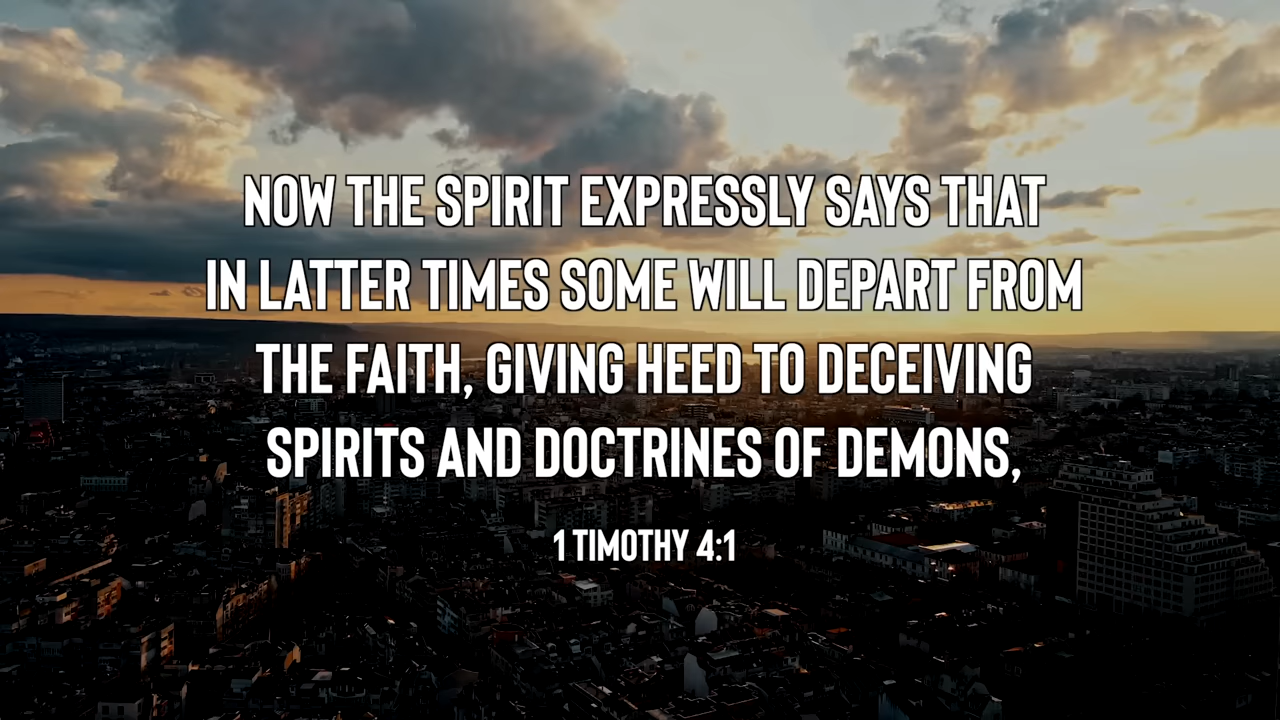 NOW THE SPIRIT EXPRESSLY SAYS THAT
IN LATTER TIMES SOME WILL DEPART FROM
THE FAITH, GIVING HEED TO DECEIVING
SPIRITS AND DOCTRINES OF DEMONS,
1 TIMOTHY 4:1